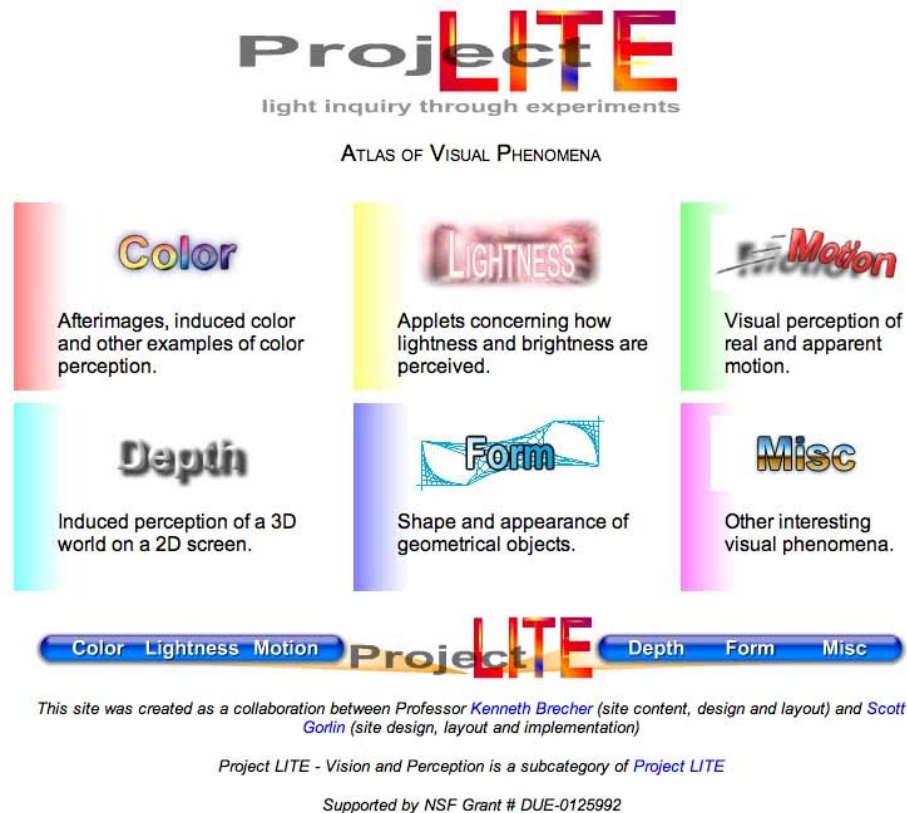 Project LITE
light inquiry through experiments
ATLAS OF VISUAL PHENOMENA
Color
Afterimages, induced color
and other examples of color
perception.
LIGHTNESS
Applets concerning how
lightness and brightness are
perceived.
Motion
Visual perception of
real and apparent
motion.
Depth
Induced perception of a 3D
world on a 2D screen.
Form
Shape and appearance of
geometrical objects.
Misc
Other interesting
visual phenomena.
Color Lightness Motion Project LITE Depth Form Misc
This site was created as a collaboration between Professor Kenneth Brecher (site content, design and layout) and Scott
Gorlin (site design, layout and implementation)
Project LITE - Vision and Perception is a subcategory of Project LITE
Supported by NSF Grant # DUE-0125992